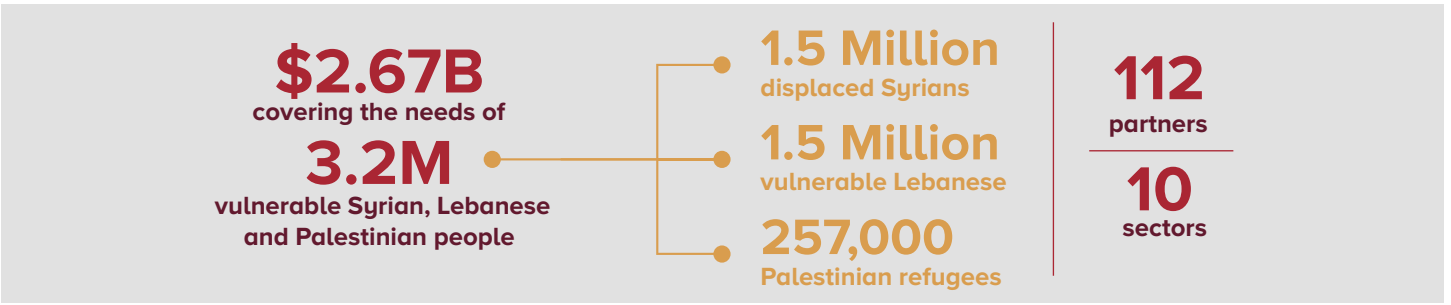 $2.67B
covering the needs of
3.2M
vulnerable Syrian, Lebanese
and Palestinian people
1.5 Million
displaced Syrians
1.5 Million
vulnerable Lebanese
257,000
Palestinian refugees
112
partners
10
sectors